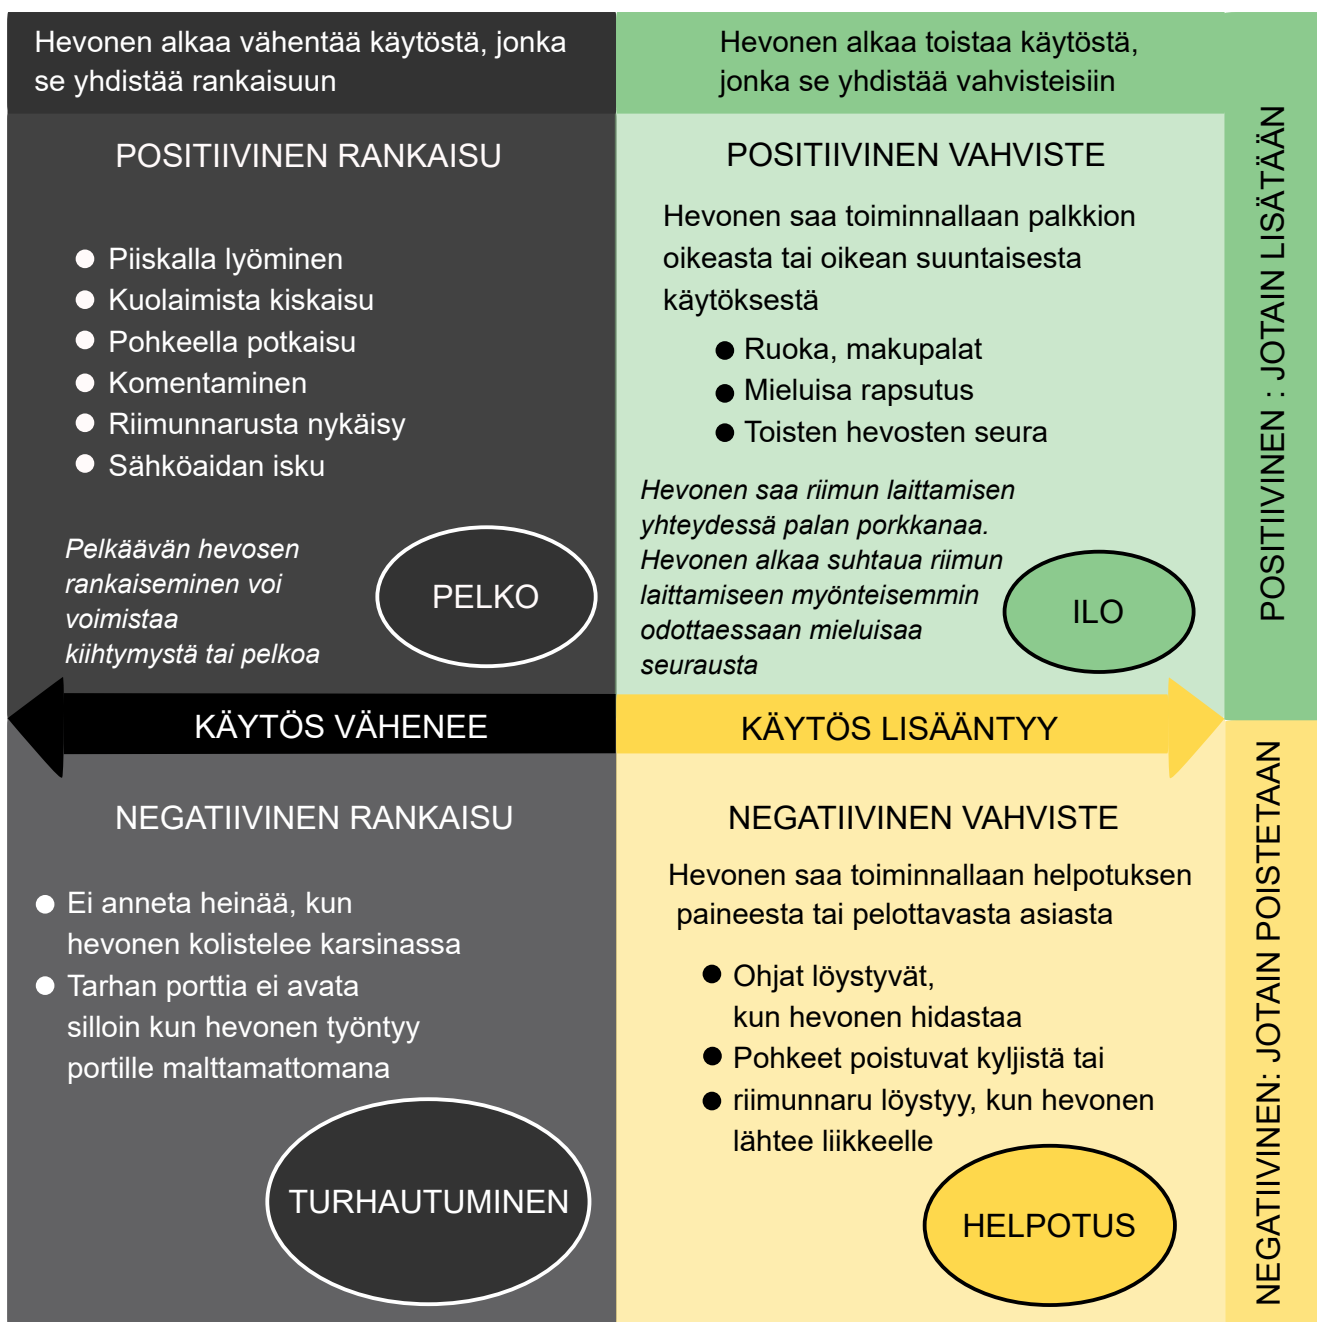 Hevonen alkaa vähentää käytöstä, jonka
se yhdistää rankaisuun
Hevonen alkaa toistaa käytöstä,
jonka se yhdistää vahvisteisiin
POSITIIVINEN RANKAISU
Piiskalla lyöminen
Kuolaimista kiskaisu
Pohkeella potkaisu
Komentaminen
Riimunnarusta nykäisy
Sähköaidan isku
Pelkäävän hevosen
rankaiseminen voi
voimistaa
kiihtymystä tai pelkoa
PELKO
POSITIIVINEN VAHVISTE
Hevonen saa toiminnallaan palkkion
oikeasta tai oikean suuntaisesta
käytöksestä
Ruoka, makupalat
Mieluisa rapsutus
Toisten hevosten seura
Hevonen saa riimun laittamisen
yhteydessä palan porkkanaa.
Hevonen alkaa suhtaua riimun
laittamiseen myönteisemmin
odottaessaan mieluisaa
seurausta
ILO
POSITIIVINEN : JOTAIN LISÄTÄÄN
KÄYTÖS VÄHENEE
KÄYTÖS LISÄÄNTYY
NEGATIIVINEN RANKAISU
Ei anneta heinää, kun
hevonen kolistelee karsinassa
Tarhan porttia ei avata
silloin kun hevonen työntyy
portille malttamattomana
TURHAUTUMINEN
NEGATIIVINEN VAHVISTE
Hevonen saa toiminnallaan helpotuksen
paineesta tai pelottavasta asiasta
Ohjat löystyvät,
kun hevonen hidastaa
Pohkeet poistuvat kyljistä tai
riimunnaru löystyy, kun hevonen
lähtee liikkeelle
HELPOTUS
NEGATIIVINEN: JOTAIN POISTETAAN